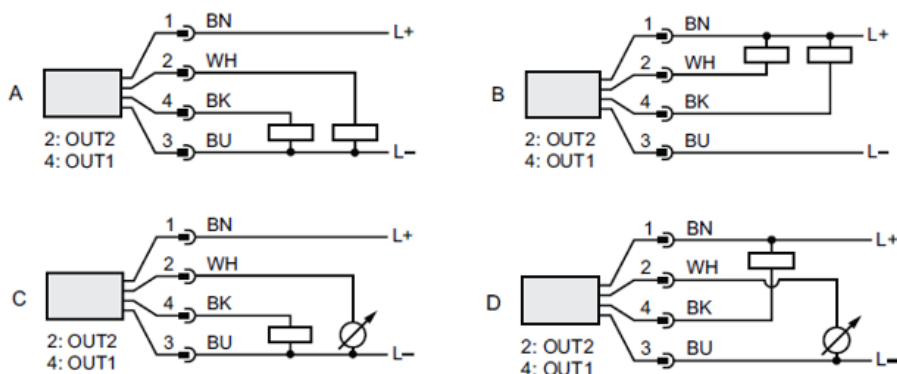 A
1 BN L+
2 WH
4 BK
3 BU L−
2: OUT2
4: OUT1
B
1 BN L+
2 WH
4 BK
3 BU L−
2: OUT2
4: OUT1
C
1 BN L+
2 WH
4 BK
3 BU L−
2: OUT2
4: OUT1
D
1 BN L+
2 WH
4 BK
3 BU L−
2: OUT2
4: OUT1